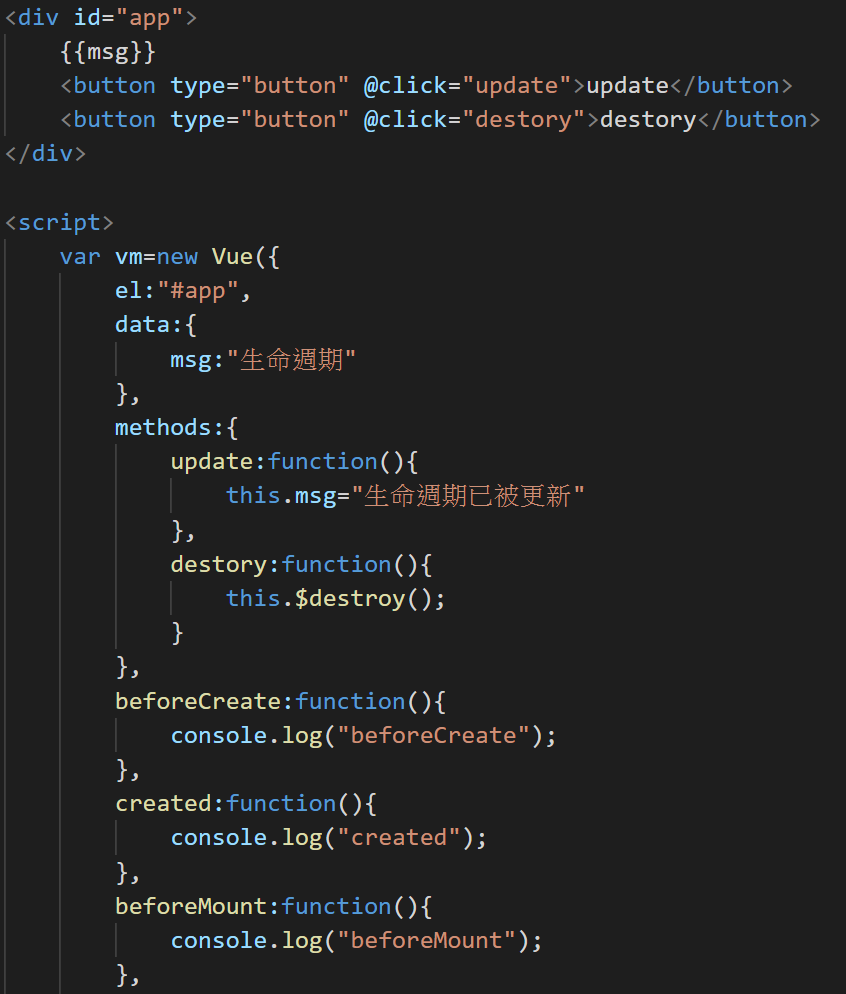 <div id="app">
    {{msg}}
    <button type="button" @click="update">update</button>
    <button type="button" @click="destory">destory</button>
</div>

<script>
    var vm=new Vue({
        el:"#app",
        data:{
            msg:"生命週期"
        },
        methods:{
            update:function(){
                this.msg="生命週期已被更新"
            },
            destory:function(){
                this.$destroy();
            }
        },
        beforeCreate:function(){
            console.log("beforeCreate");
        },
        created:function(){
            console.log("created");
        },
        beforeMount:function(){
            console.log("beforeMount");
        },